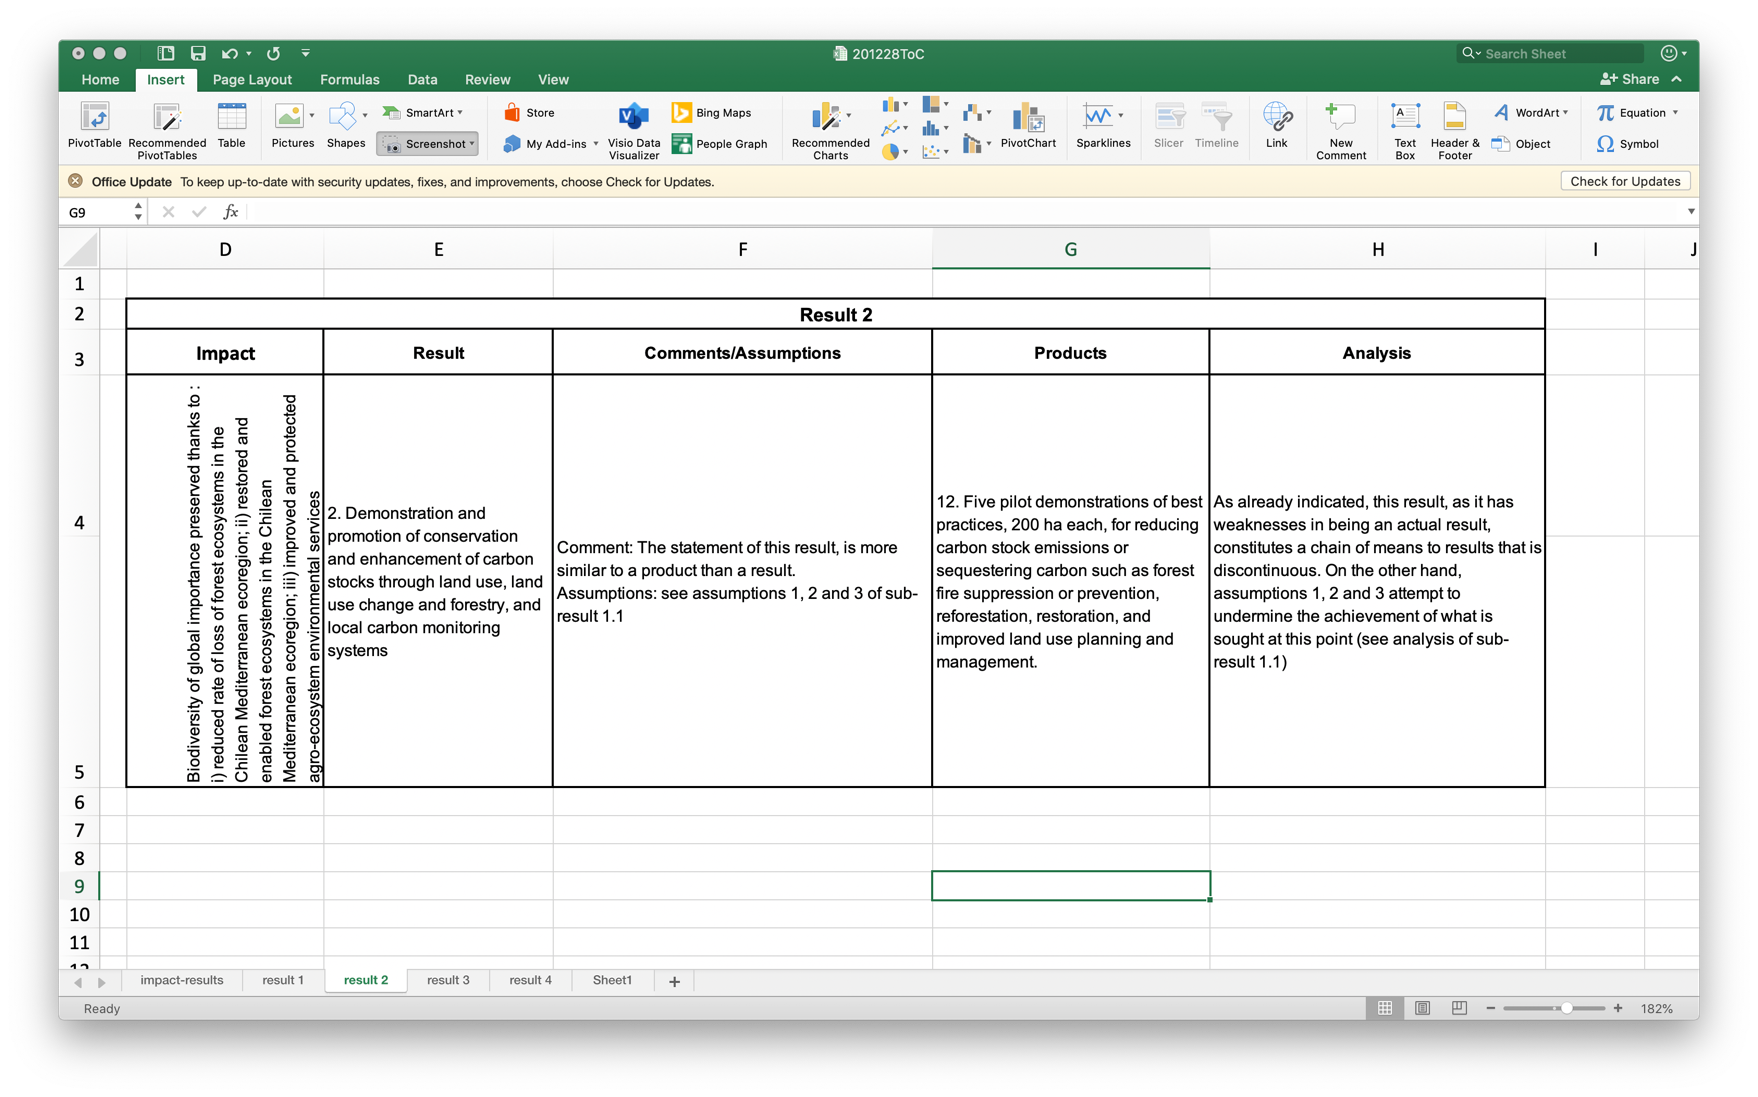 201228ToC
Search Sheet
Home
Insert
Page Layout
Formulas
Data
Review
View
Share
PivotTable
Recommended
PivotTables
Table
Pictures
Shapes
SmartArt
Screenshot
Store
My Add-ins
Visio Data
Visualizer
Bing Maps
People Graph
Recommended
Charts
PivotChart
Sparklines
Slicer
Timeline
Link
New
Comment
Text
Box
Header &
Footer
WordArt
Object
Equation
Symbol
Office Update To keep up-to-date with security updates, fixes, and improvements, choose Check for Updates.
Check for Updates
G9
fx
D
E
F
G
H
I
J
1
2
3
4
5
6
7
8
9
10
11
12
Result 2
Impact
Result
Comments/Assumptions
Products
Analysis
Biodiversity of global importance preserved thanks to :
i) reduced rate of loss of forest ecosystems in the
Chilean Mediterranean ecoregion; ii) restored and
enabled forest ecosystems in the Chilean
Mediterranean ecoregion; iii) improved and protected
agro-ecosystem environmental services
2. Demonstration and
promotion of conservation
and enhancement of carbon
stocks through land use, land
use change and forestry, and
local carbon monitoring
systems
Comment: The statement of this result, is more
similar to a product than a result.
Assumptions: see assumptions 1, 2 and 3 of sub-
result 1.1
12. Five pilot demonstrations of best
practices, 200 ha each, for reducing
carbon stock emissions or
sequestering carbon such as forest
fire suppression or prevention,
reforestation, restoration, and
improved land use planning and
management.
As already indicated, this result, as it has
weaknesses in being an actual result,
constitutes a chain of means to results that is
discontinuous. On the other hand,
assumptions 1, 2 and 3 attempt to
undermine the achievement of what is
sought at this point (see analysis of sub-
result 1.1)
impact-results
result 1
result 2
result 3
result 4
Sheet1
Ready
182%